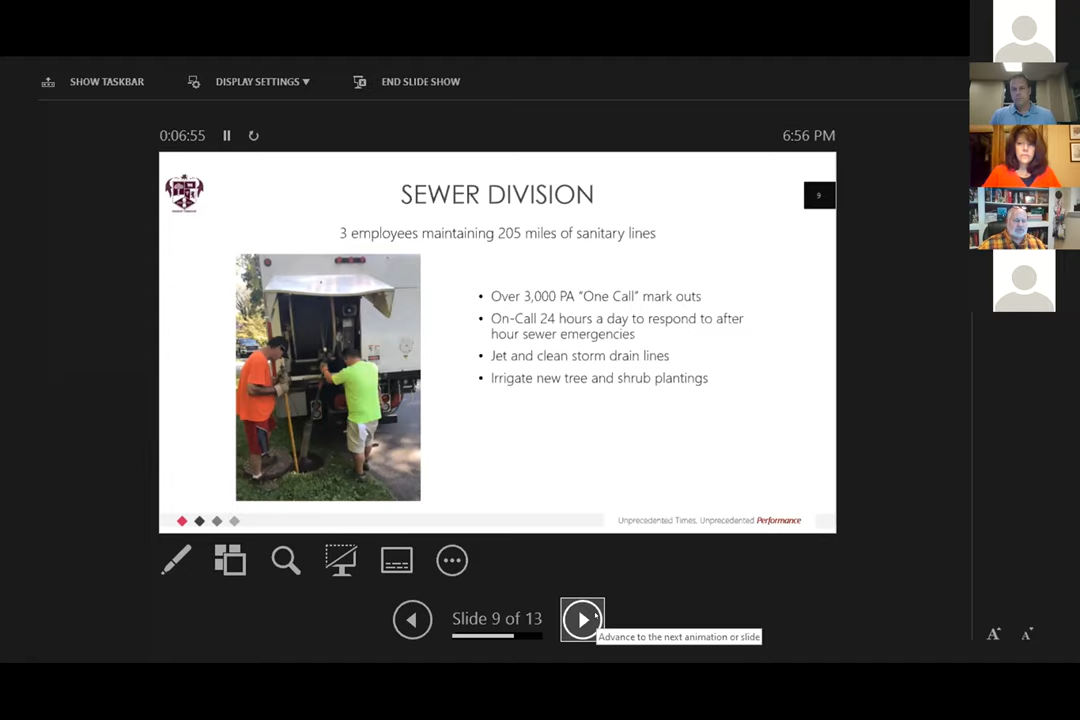 SHOW TASKBAR
DISPLAY SETTINGS ▼
END SLIDE SHOW
0:06:55
6:56 PM
SEWER DIVISION
9
3 employees maintaining 205 miles of sanitary lines
• Over 3,000 PA “One Call” mark outs
• On-Call 24 hours a day to respond to after
hour sewer emergencies
• Jet and clean storm drain lines
• Irrigate new tree and shrub plantings
Unprecedented Times, Unprecedented Performance
Slide 9 of 13
Advance to the next animation or slide
A A